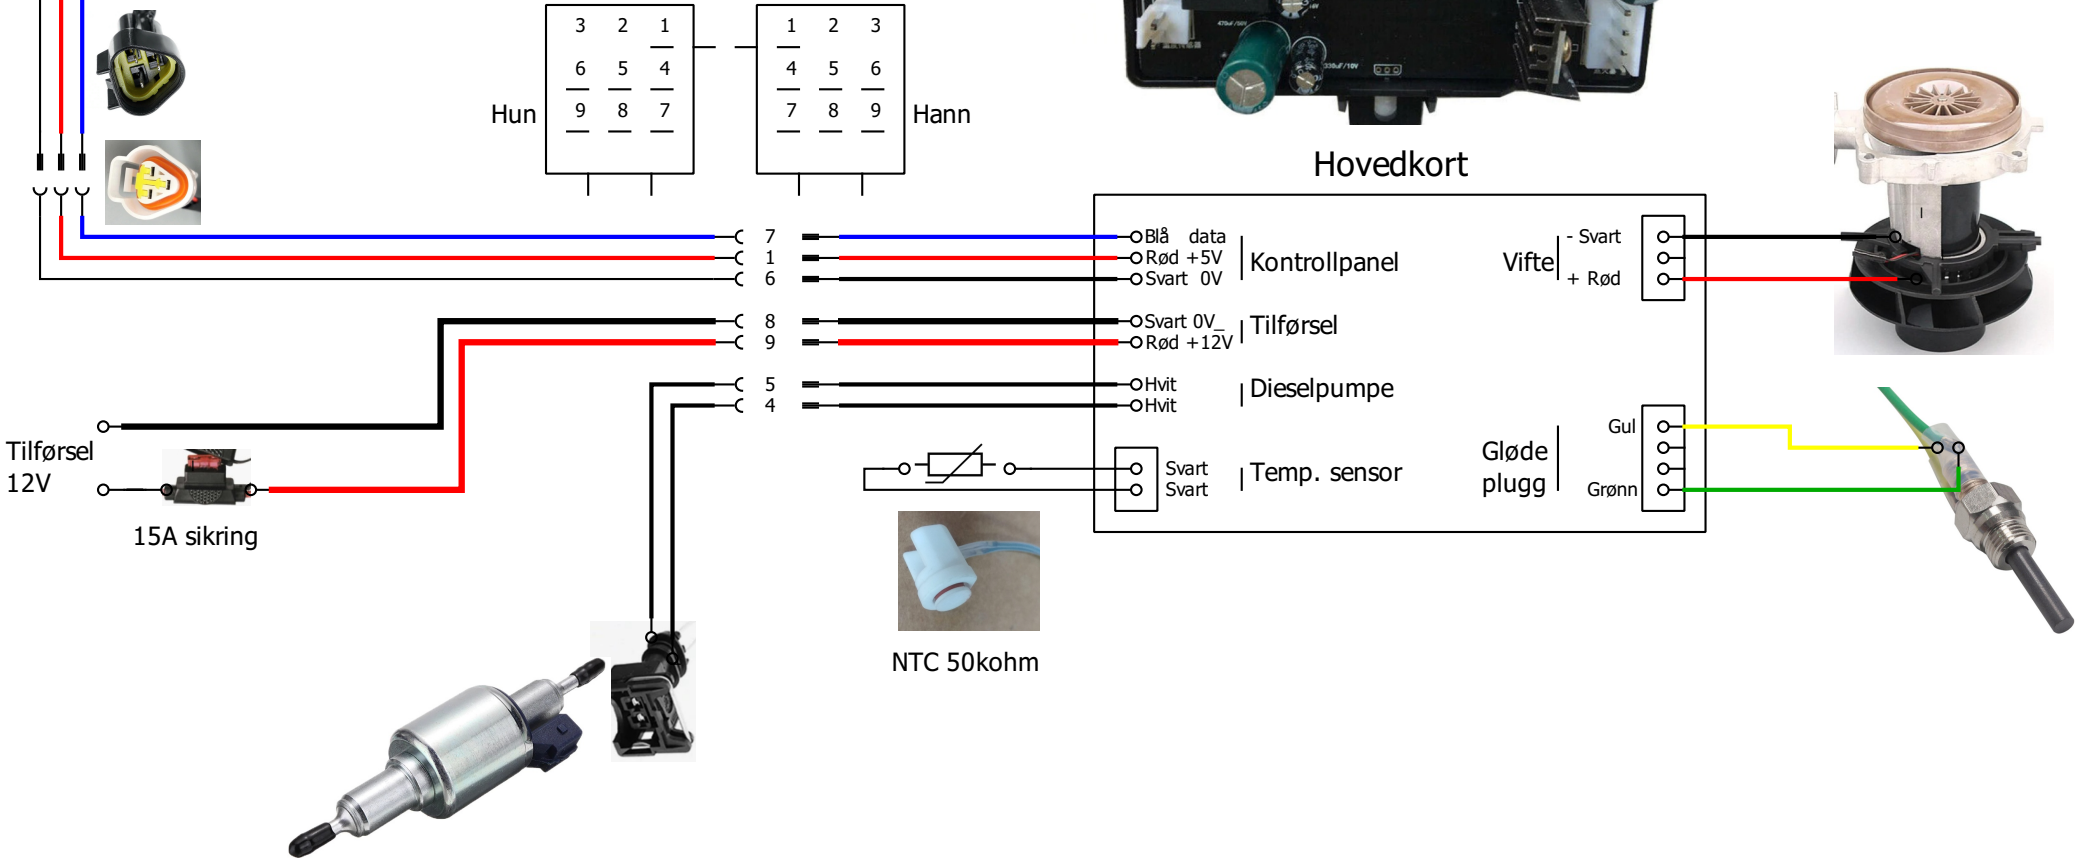 470uF/50V
3 2 1
6 5 4
9 8 7
Hun
1 2 3
4 5 6
7 8 9
Hann
Hovedkort
7
1
6
8
9
5
4
Blå data
Rød +5V
Svart 0V
Kontrollpanel
Svart 0V_
Rød +12V
Tilførsel
Hvit
Hvit
Dieselpumpe
Svart
Svart
Temp. sensor
Vifte
- Svart
+ Rød
Gløde
plugg
Gul
Grønn
Tilførsel
12V
15A sikring
NTC 50kohm